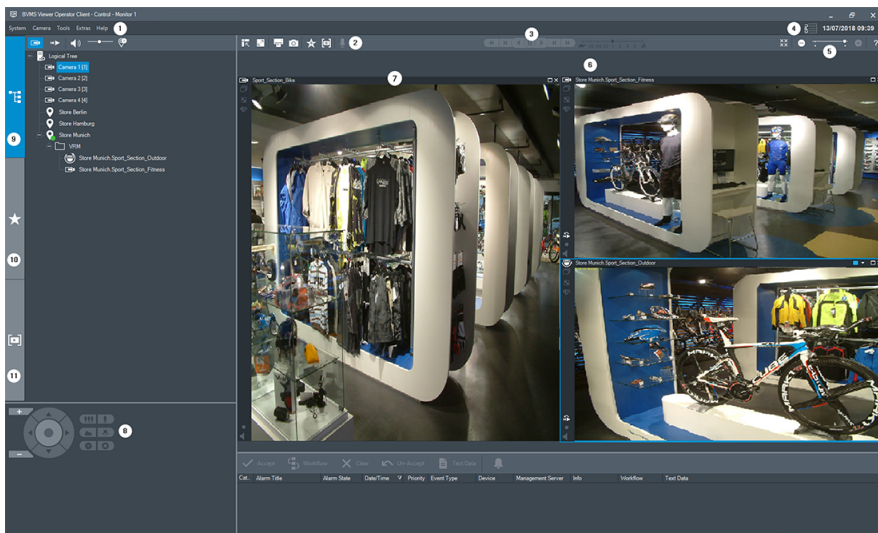 BVMS Viewer Operator Client - Control - Monitor 1
System Camera Tools Extras Help 1
4 13/07/2018 09:39
2
3
5
Logical Tree
Camera 1 [1]
Camera 2 [2]
Camera 3 [3]
Camera 4 [4]
Store Berlin
Store Hamburg
Store Munich
VRM
Store Munich.Sport_Section_Outdoor
Store Munich.Sport_Section_Fitness
9
10
11
8
6
Sport_Section_Bike 7
Store Munich.Sport_Section_Fitness
Store Munich.Sport_Section_Outdoor
CUBE
Accept Workflow Clear Un-Accept Text Data
Cat.. Alarm Title Alarm State Date/Time Priority Event Type Device Management Server Info Workflow Text Data